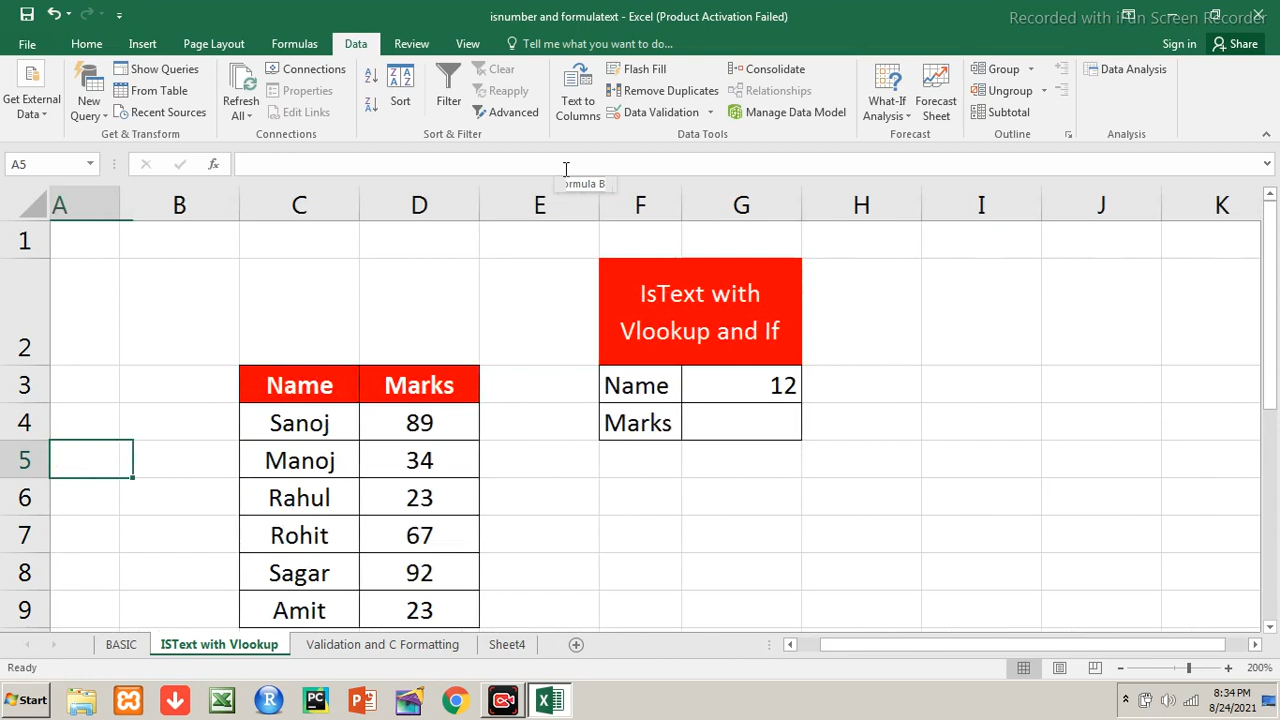 isnumber and formulatext - Excel (Product Activation Failed)
Recorded with iFun Screen Recorder
File Home Insert Page Layout Formulas Data Review View Tell me what you want to do... Sign in Share
Get External Data
New Query
Show Queries
From Table
Recent Sources
Get & Transform
Refresh All
Connections
Properties
Edit Links
Connections
Sort
Filter
Clear
Reapply
Advanced
Sort & Filter
Text to Columns
Flash Fill
Remove Duplicates
Data Validation
Consolidate
Relationships
Manage Data Model
Data Tools
What-If Analysis
Forecast Sheet
Forecast
Group
Ungroup
Subtotal
Outline
Data Analysis
Analysis
A5
fx
ormula B
A B C D E F G H I J K
1
2 IsText with
Vlookup and If
3 Name Marks Name 12
4 Sanoj 89 Marks
5 Manoj 34
6 Rahul 23
7 Rohit 67
8 Sagar 92
9 Amit 23
BASIC ISText with Vlookup Validation and C Formatting Sheet4
Ready 200%
Start 8:34 PM
8/24/2021